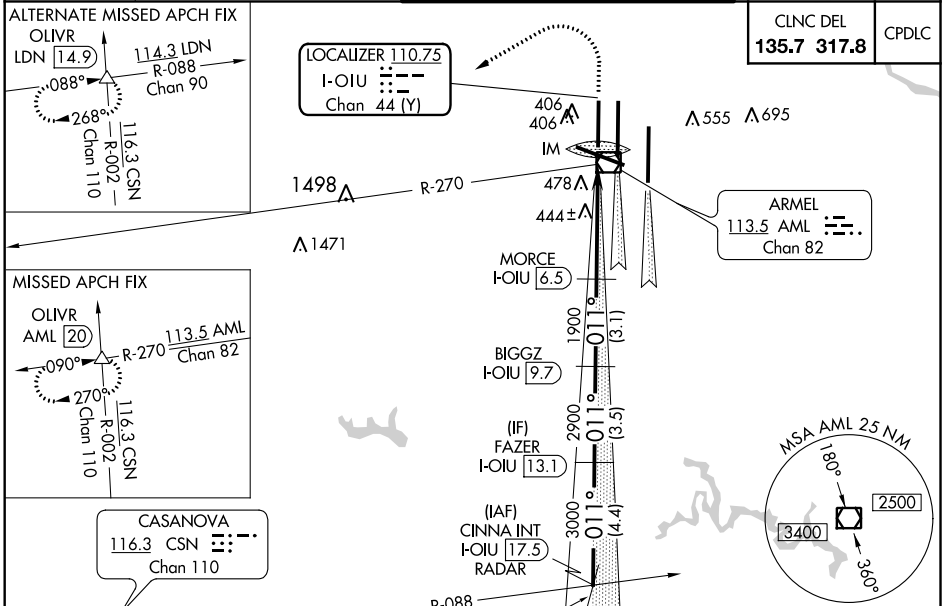 ALTERNATE MISSED APCH FIX
OLIVR
LDN 14.9
114.3 LDN
R-088
Chan 90
088°
268°
116.3 CSN
R-002
Chan 110
LOCALIZER 110.75
I-OIU
Chan 44 (Y)
CLNC DEL
135.7 317.8
CPDLC
406
406
555
695
IM
1498
R-270
478
444±
1471
ARMEL
113.5 AML
Chan 82
MISSED APCH FIX
OLIVR
AML 20
113.5 AML
R-270
Chan 82
090°
270°
116.3 CSN
R-002
Chan 110
MORCE
I-OIU 6.5
1900
011°
(3.1)
BIGGZ
I-OIU 9.7
2900
011°
(3.5)
(IF)
FAZER
I-OIU 13.1
3000
011°
(4.4)
(IAF)
CINNA INT
I-OIU 17.5
RADAR
R-088
CASANOVA
116.3 CSN
Chan 110
MSA AML 25 NM
180°
2500
3400
360°